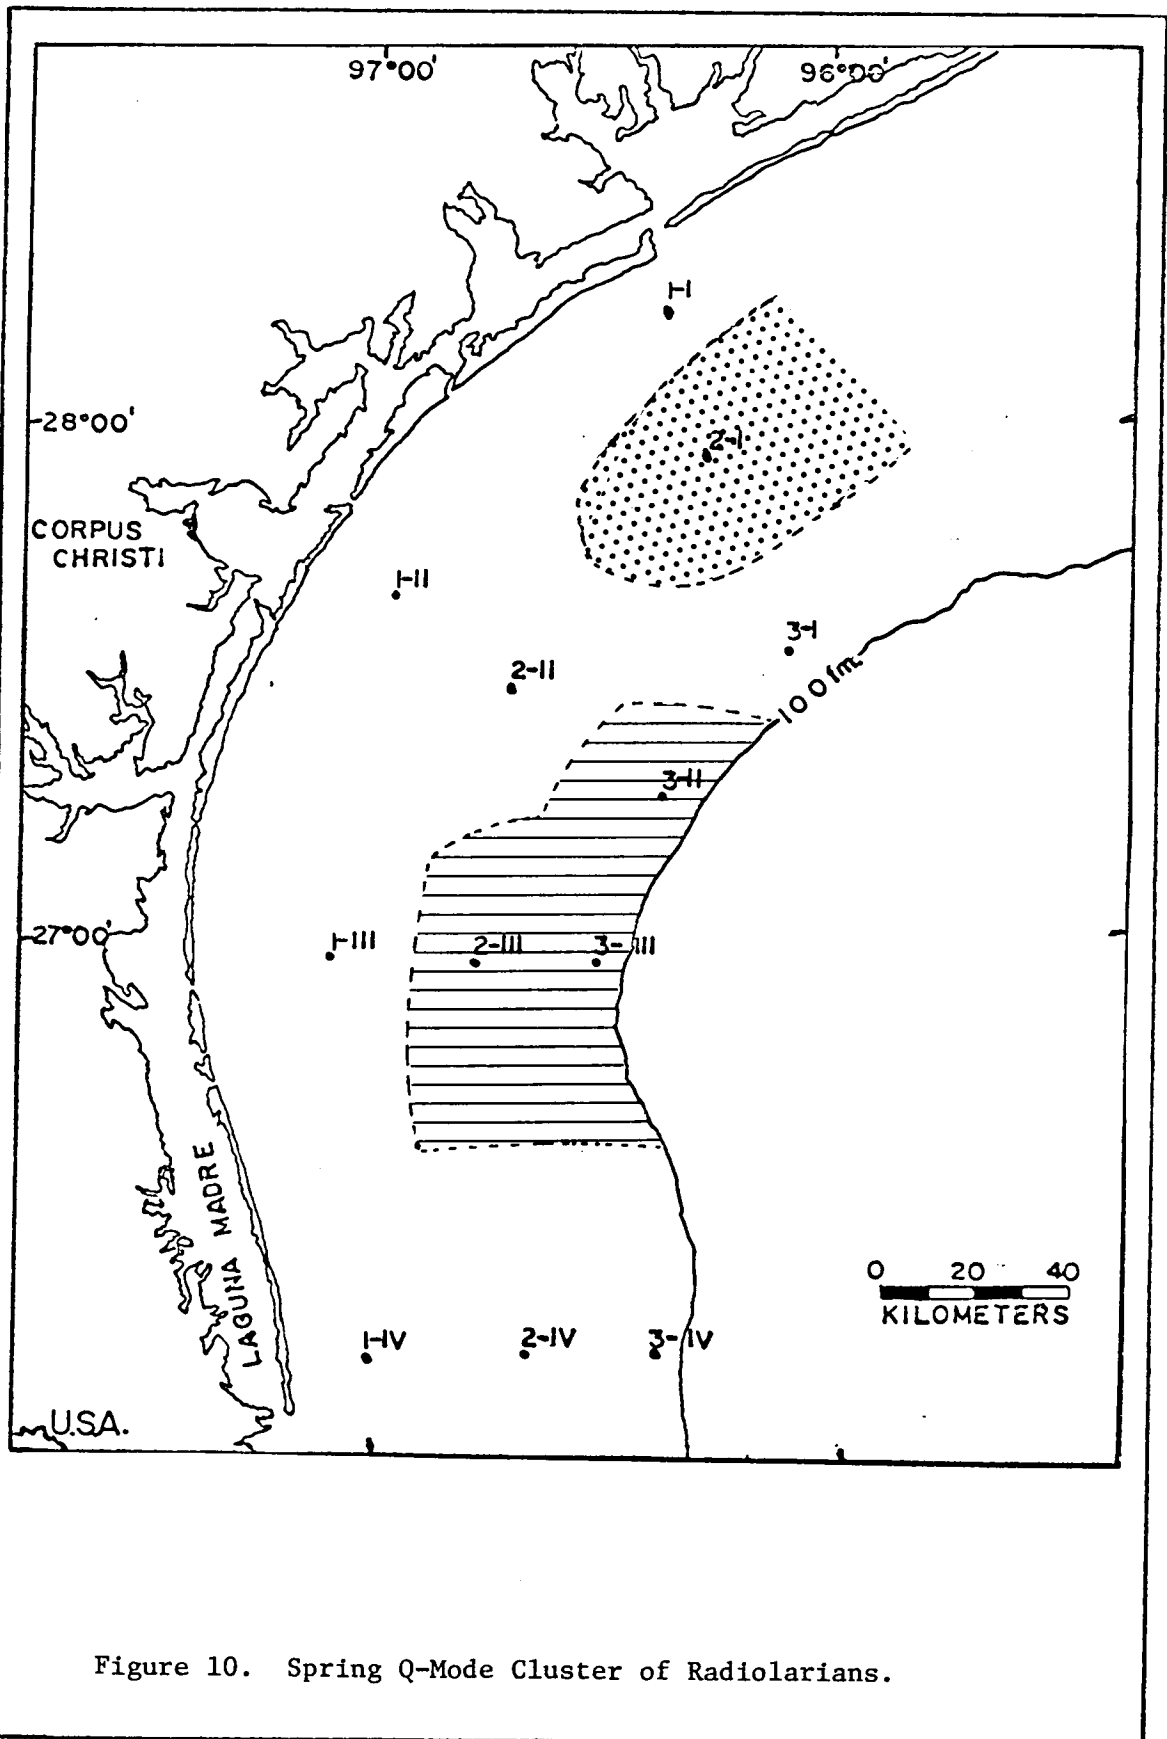 97°00'
96°00'
1-I
28°00'
2-I
CORPUS
CHRISTI
1-II
3-I
2-II
100fm.
3-II
27°00'
1-III
2-III
3-III
LAGUNA MADRE
0 20 40
KILOMETERS
1-IV
2-IV
3-IV
U.S.A.
Figure 10. Spring Q-Mode Cluster of Radiolarians.